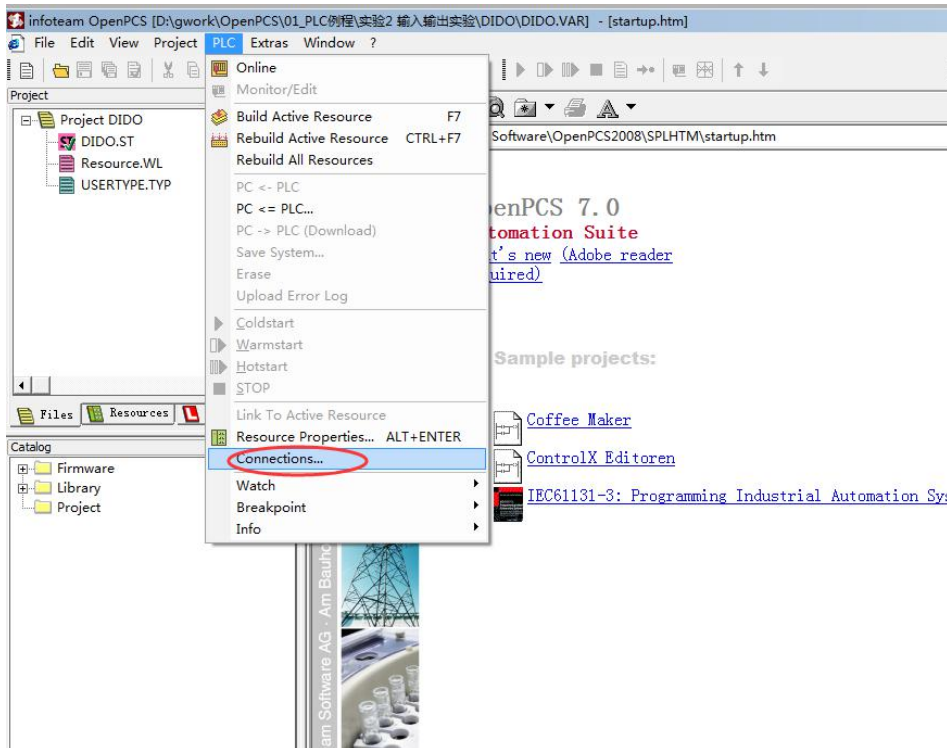 infoteam OpenPCS [D:\gwork\OpenPCS\01_PLC例程\实验2 输入输出实验\DIDO\DIDO.VAR] - [startup.htm]
File Edit View Project PLC Extras Window ?
Project
Project DIDO
DIDO.ST
Resource.WL
USERTYPE.TYP
Files Resources L
Catalog
Firmware
Library
Project
Online
Monitor/Edit
Build Active Resource F7
Rebuild Active Resource CTRL+F7
Rebuild All Resources
PC <- PLC
PC <= PLC...
PC -> PLC (Download)
Save System...
Erase
Upload Error Log
Coldstart
Warmstart
Hotstart
STOP
Link To Active Resource
Resource Properties... ALT+ENTER
Connections...
Watch
Breakpoint
Info
Software\OpenPCS2008\SPLHTM\startup.htm
enPCS 7.0
tomation Suite
t's new (Adobe reader
uired)
Sample projects:
Coffee Maker
ControlX Editoren
IEC61131-3: Programming Industrial Automation Sys
am Software AG · Am Bauho